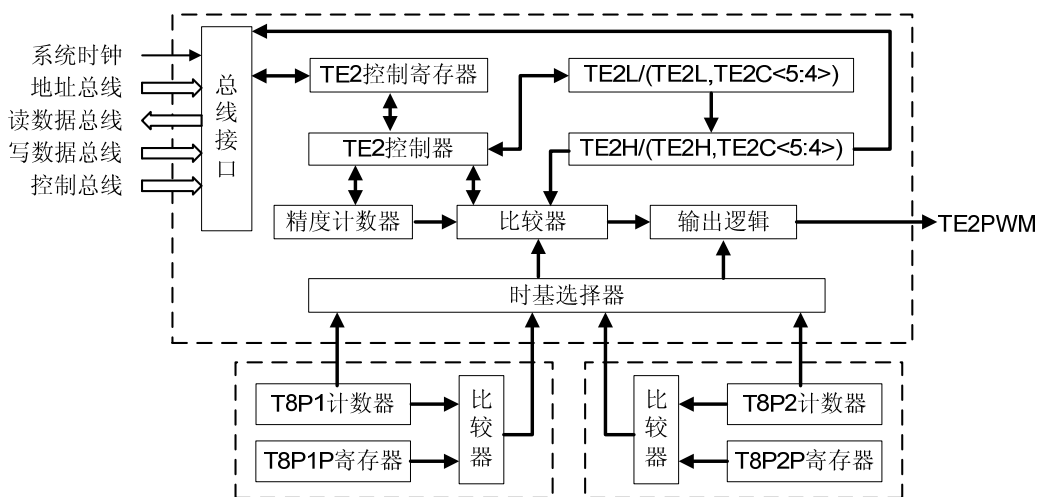 系统时钟
地址总线
读数据总线
写数据总线
控制总线
总线接口
TE2控制寄存器
TE2L/(TE2L,TE2C<5:4>)
TE2控制器
TE2H/(TE2H,TE2C<5:4>)
精度计数器
比较器
输出逻辑
TE2PWM
时基选择器
T8P1计数器
T8P1P寄存器
比较器
比较器
T8P2计数器
T8P2P寄存器